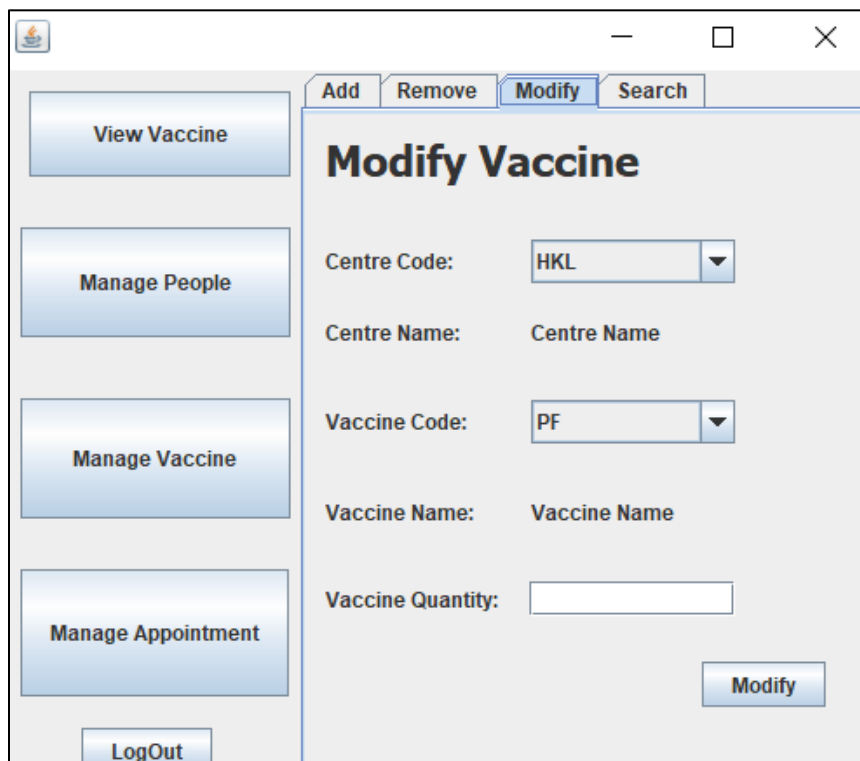 View Vaccine
Manage People
Manage Vaccine
Manage Appointment
LogOut
Add Remove Modify Search
Modify Vaccine
Centre Code: HKL
Centre Name: Centre Name
Vaccine Code: PF
Vaccine Name: Vaccine Name
Vaccine Quantity:
Modify